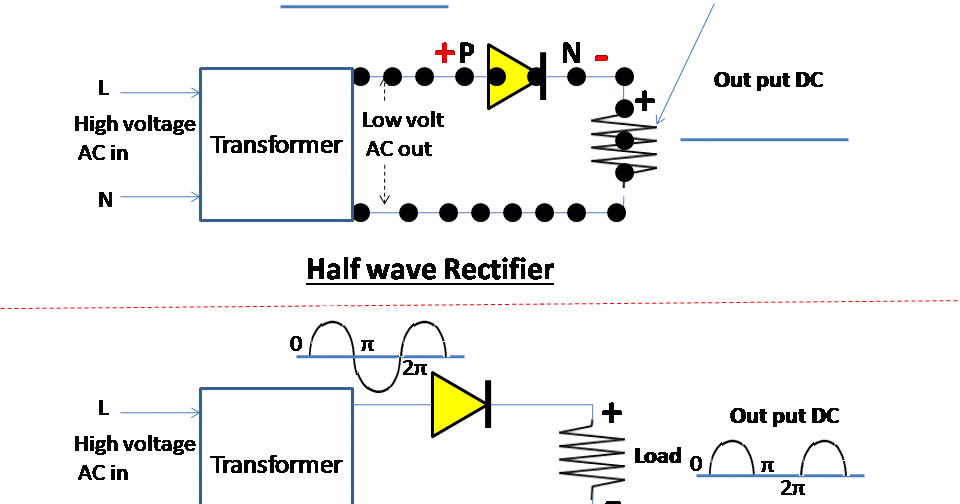 + P N -
L
High voltage
AC in
N
Transformer
Low volt
AC out
+
Out put DC
Half wave Rectifier
0 π
2π
L
High voltage
AC in
Transformer
+
Load
-
Out put DC
0 π
2π